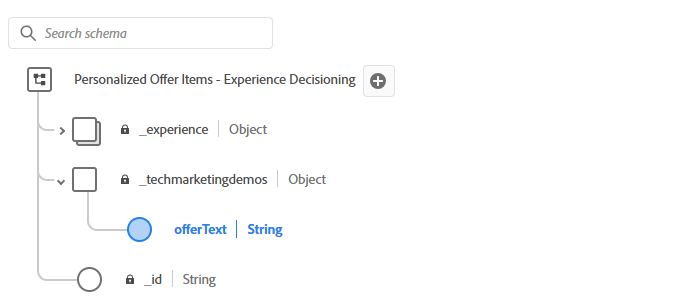 Search schema
Personalized Offer Items - Experience Decisioning
_experience Object
_techmarketingdemos Object
offerText String
_id String